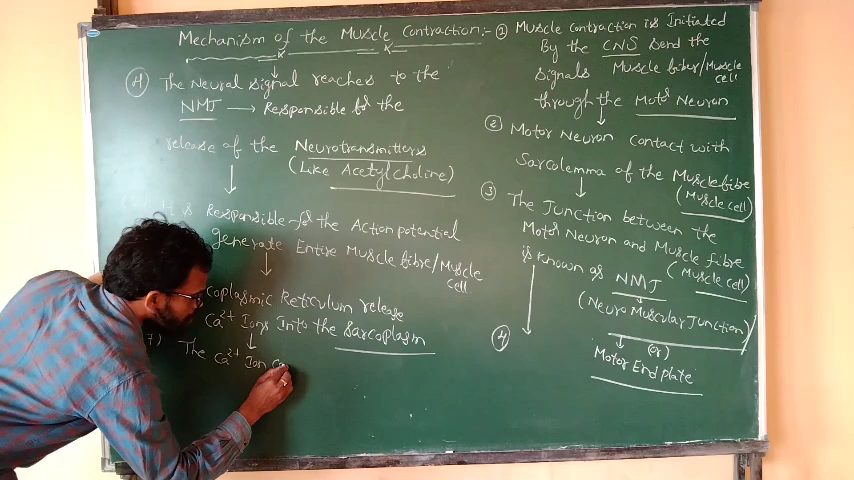 Mechanism of the Muscle Contraction:-
① Muscle contraction is Initiated
By the CNS send the
signals Muscle fiber/Muscle
cell
through the Motor Neuron
② Motor Neuron contact with
Sarcolemma of the Muscle fibre
(Muscle cell)
③ The Junction between the
Motor Neuron and Muscle fibre
(Muscle cell)
is known as NMJ
(Neuro Muscular Junction)
(or)
Motor End plate
④
④ The Neural signal reaches to the
NMJ → Responsible for the
release of the Neurotransmitters
(Like Acetylcholine)
is Responsible for the Action potential
generate Entire Muscle fibre/Muscle
cell
coplasmic Reticulum release
Ca²⁺ Ions Into the sarcoplasm
7) The Ca²⁺ Ion